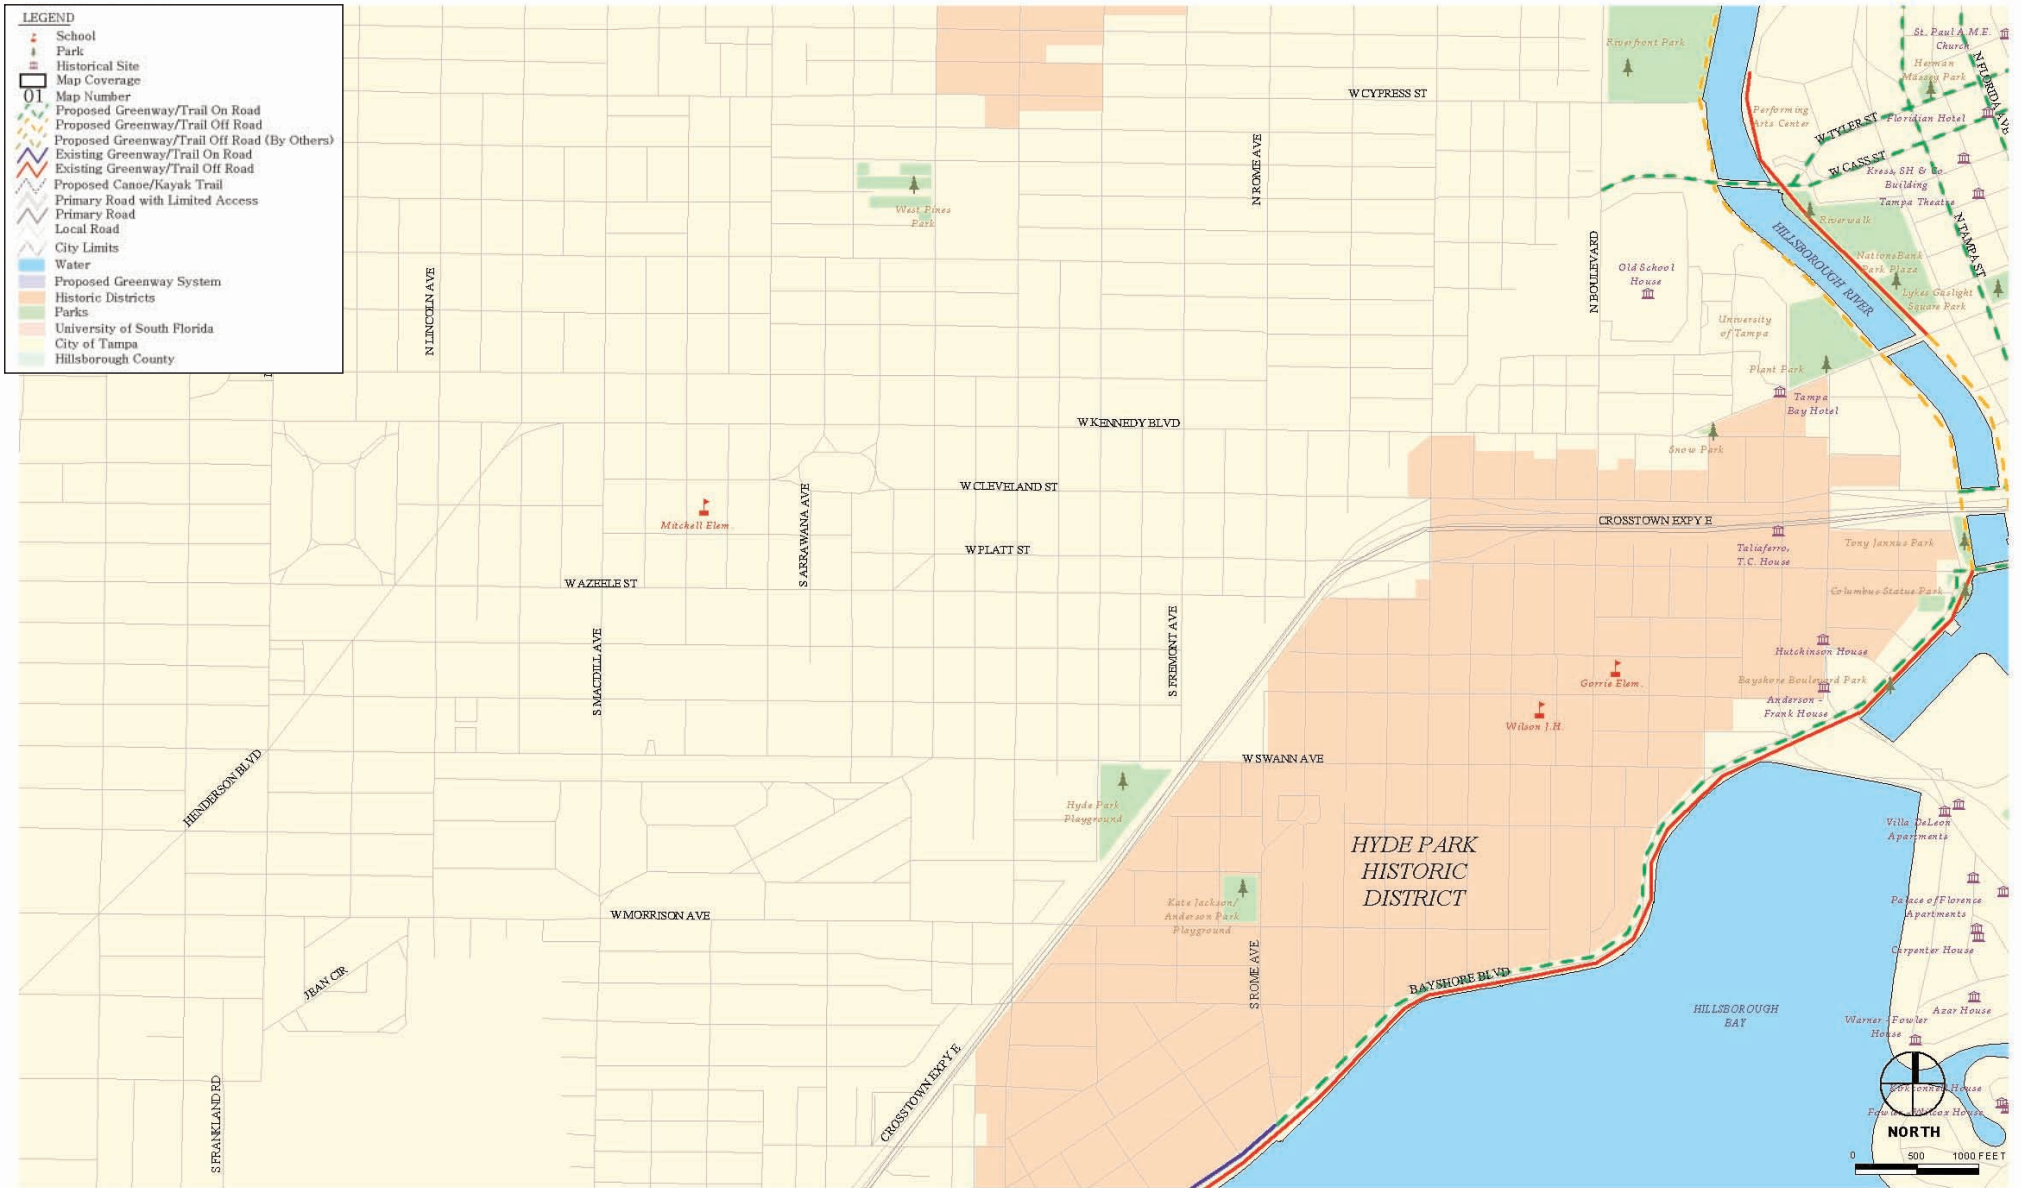 LEGEND
School
Park
Historical Site
Map Coverage
01 Map Number
Proposed Greenway/Trail On Road
Proposed Greenway/Trail Off Road
Proposed Greenway/Trail Off Road (By Others)
Existing Greenway/Trail On Road
Existing Greenway/Trail Off Road
Proposed Canoe/Kayak Trail
Primary Road with Limited Access
Primary Road
Local Road
City Limits
Water
Proposed Greenway System
Historic Districts
Parks
University of South Florida
City of Tampa
Hillsborough County
Riverfront Park
St. Paul A.M.E.
Church
Herman
Massey Park
N FLORIDA AVE
W CYPRESS ST
Performing
Arts Center
W TYLER ST
Floridian Hotel
W CASS ST
Kress, SH & Co.
Building
Tampa Theatre
N ROME AVE
West Pines
Park
Riverwalk
N TAMPA ST
HILLSBOROUGH RIVER
NationsBank
Park Plaza
Lykes Gaslight
Square Park
N BOULEVARD
Old School
House
N LINCOLN AVE
University
of Tampa
Plant Park
Tampa
Bay Hotel
W KENNEDY BLVD
Snow Park
W CLEVELAND ST
Mitchell Elem.
S ARRAWANA AVE
CROSSTOWN EXPY E
W PLATT ST
Taliaferro,
T.C. House
Tony Jannus Park
W AZEELE ST
Columbus Statue Park
S MACDILL AVE
S FREMONT AVE
Hutchinson House
Gorrie Elem.
Bayshore Boulevard Park
Anderson -
Frank House
Wilson J.H.
W SWANN AVE
HENDERSON BLVD
Hyde Park
Playground
Villa DeLeon
Apartments
HYDE PARK
HISTORIC
DISTRICT
Kate Jackson/
Anderson Park
Playground
Palace of Florence
Apartments
W MORRISON AVE
Carpenter House
JEAN CIR
S ROME AVE
BAYSHORE BLVD
HILLSBOROUGH
BAY
Azar House
Warner - Fowler
House
CROSSTOWN EXPY E
S FRANKLAND RD
Kirkconnell House
Fowler - Wilcox House
NORTH
0 500 1000 FEET